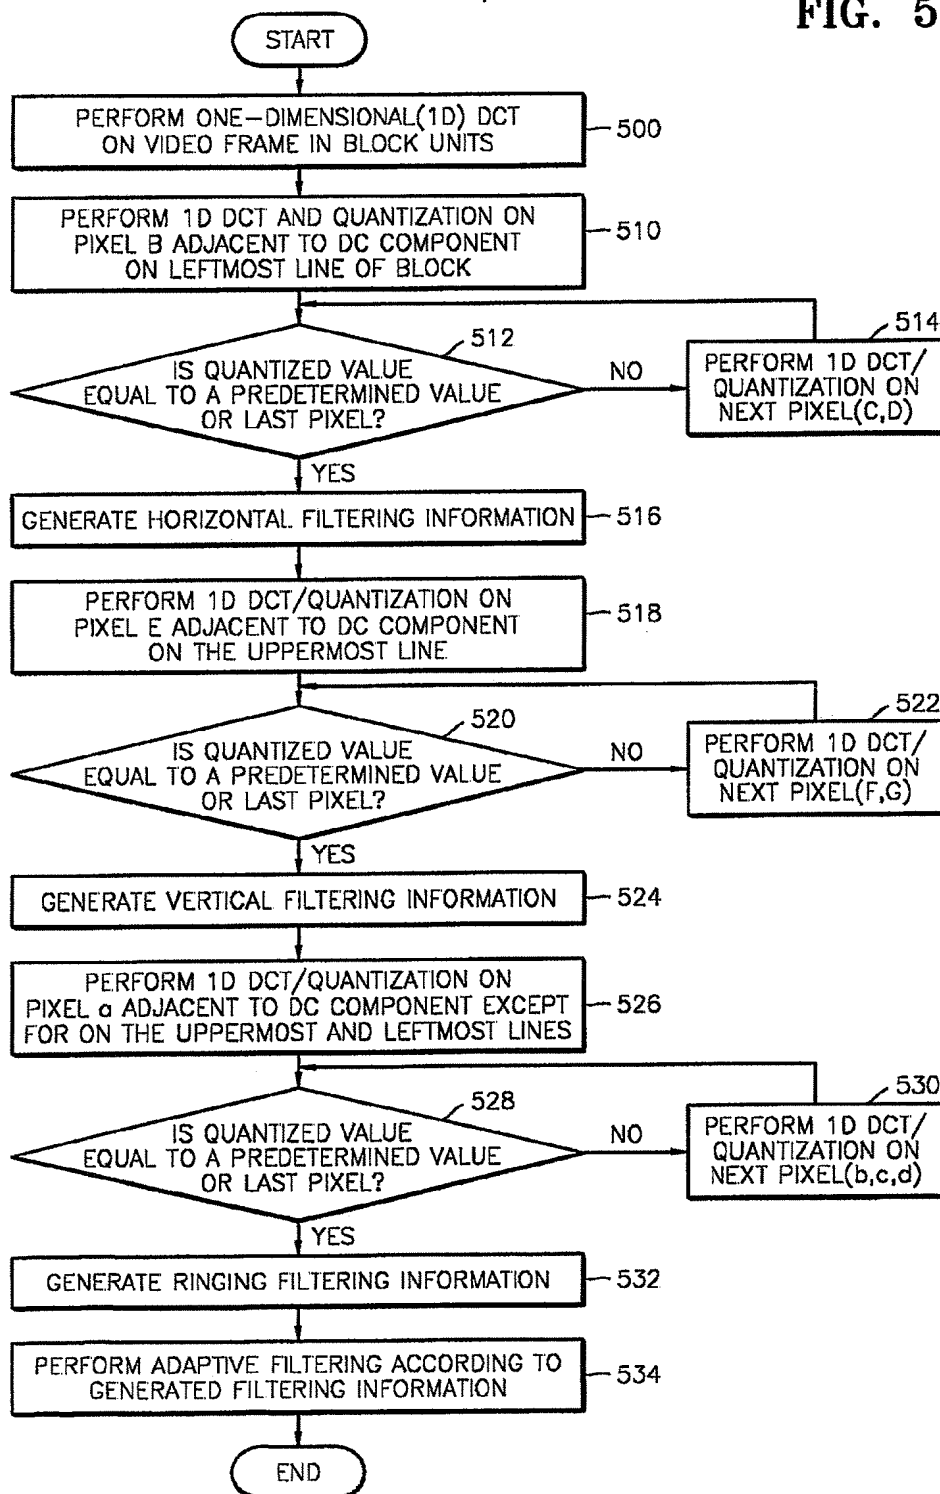 FIG. 5
START
PERFORM ONE-DIMENSIONAL(1D) DCT
ON VIDEO FRAME IN BLOCK UNITS
500
PERFORM 1D DCT AND QUANTIZATION ON
PIXEL B ADJACENT TO DC COMPONENT
ON LEFTMOST LINE OF BLOCK
510
512
IS QUANTIZED VALUE
EQUAL TO A PREDETERMINED VALUE
OR LAST PIXEL?
NO
514
PERFORM 1D DCT/
QUANTIZATION ON
NEXT PIXEL(C,D)
YES
GENERATE HORIZONTAL FILTERING INFORMATION
516
PERFORM 1D DCT/QUANTIZATION ON
PIXEL E ADJACENT TO DC COMPONENT
ON THE UPPERMOST LINE
518
520
IS QUANTIZED VALUE
EQUAL TO A PREDETERMINED VALUE
OR LAST PIXEL?
NO
522
PERFORM 1D DCT/
QUANTIZATION ON
NEXT PIXEL(F,G)
YES
GENERATE VERTICAL FILTERING INFORMATION
524
PERFORM 1D DCT/QUANTIZATION ON
PIXEL a ADJACENT TO DC COMPONENT EXCEPT
FOR ON THE UPPERMOST AND LEFTMOST LINES
526
528
IS QUANTIZED VALUE
EQUAL TO A PREDETERMINED VALUE
OR LAST PIXEL?
NO
530
PERFORM 1D DCT/
QUANTIZATION ON
NEXT PIXEL(b,c,d)
YES
GENERATE RINGING FILTERING INFORMATION
532
PERFORM ADAPTIVE FILTERING ACCORDING TO
GENERATED FILTERING INFORMATION
534
END